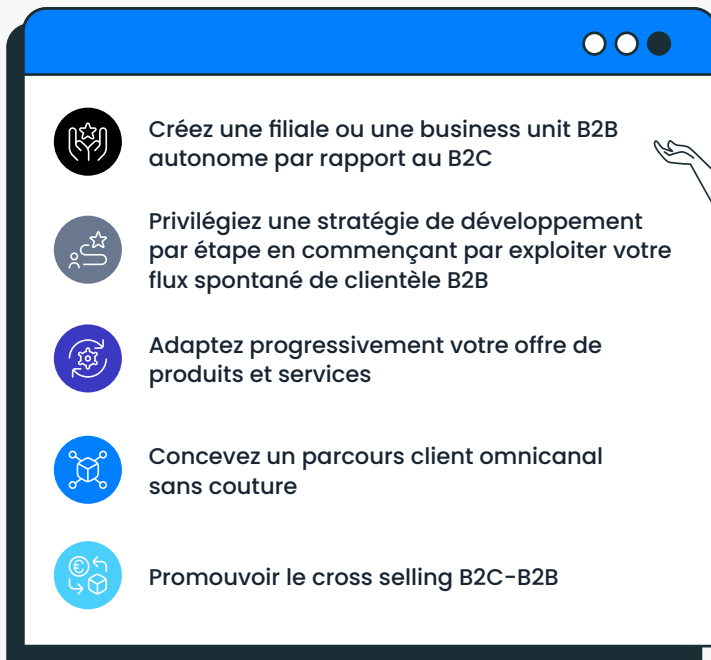 Créez une filiale ou une business unit B2B
autonome par rapport au B2C
Privilégiez une stratégie de développement
par étape en commençant par exploiter votre
flux spontané de clientèle B2B
Adaptez progressivement votre offre de
produits et services
Concevez un parcours client omnicanal
sans couture
Promouvoir le cross selling B2C-B2B